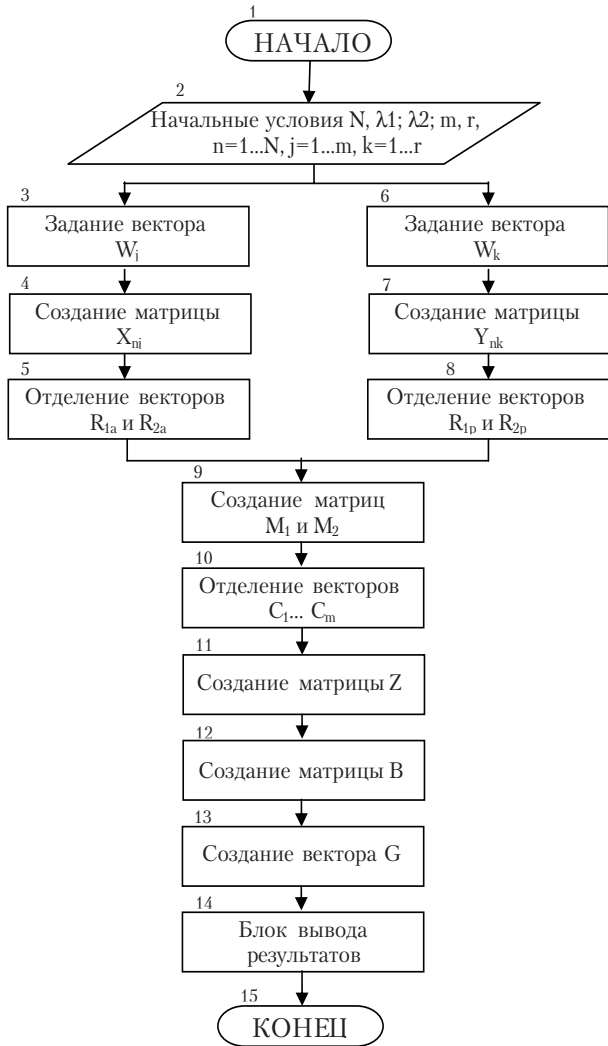 1
НАЧАЛО
2
Начальные условия N, λ1; λ2; m, r,
n=1...N, j=1...m, k=1...r
3
Задание вектора
Wj
4
Создание матрицы
Xnj
5
Отделение векторов
R1a и R2a
6
Задание вектора
Wk
7
Создание матрицы
Ynk
8
Отделение векторов
R1p и R2p
9
Создание матриц
M1 и M2
10
Отделение векторов
C1... Cm
11
Создание матрицы Z
12
Создание матрицы B
13
Создание вектора G
14
Блок вывода
результатов
15
КОНЕЦ